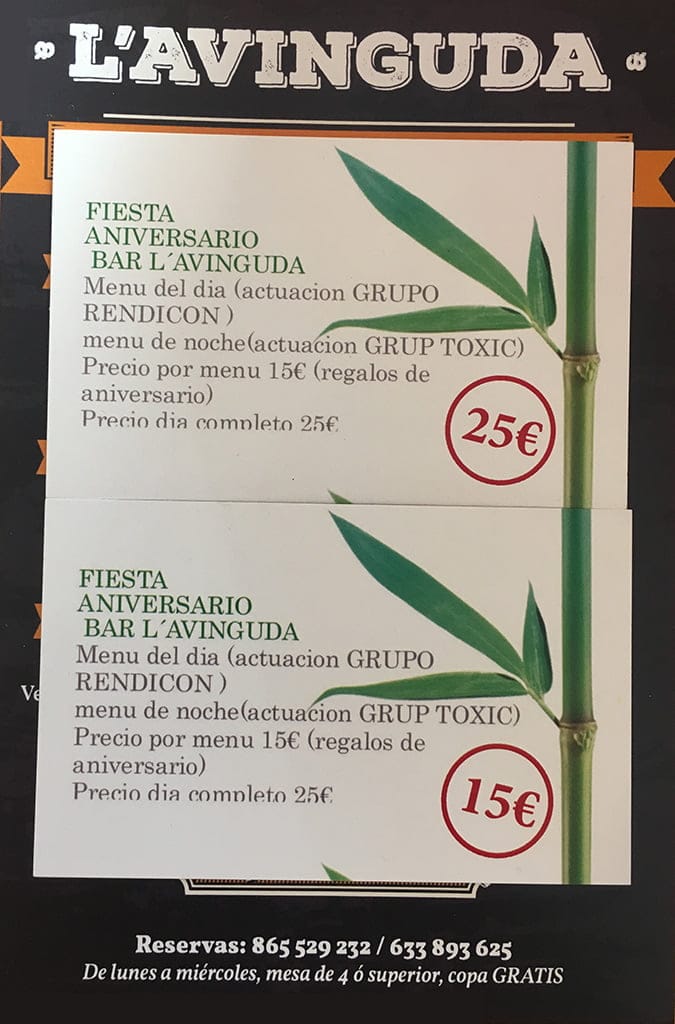 L'AVINGUDA
FIESTA
ANIVERSARIO
BAR L´AVINGUDA
Menu del dia (actuacion GRUPO
RENDICON )
menu de noche(actuacion GRUP TOXIC)
Precio por menu 15€ (regalos de
aniversario)
Precio dia completo 25€
25€
FIESTA
ANIVERSARIO
BAR L´AVINGUDA
Menu del dia (actuacion GRUPO
RENDICON )
menu de noche(actuacion GRUP TOXIC)
Precio por menu 15€ (regalos de
aniversario)
Precio dia completo 25€
15€
Reservas: 865 529 232 / 633 893 625
De lunes a miércoles, mesa de 4 ó superior, copa GRATIS